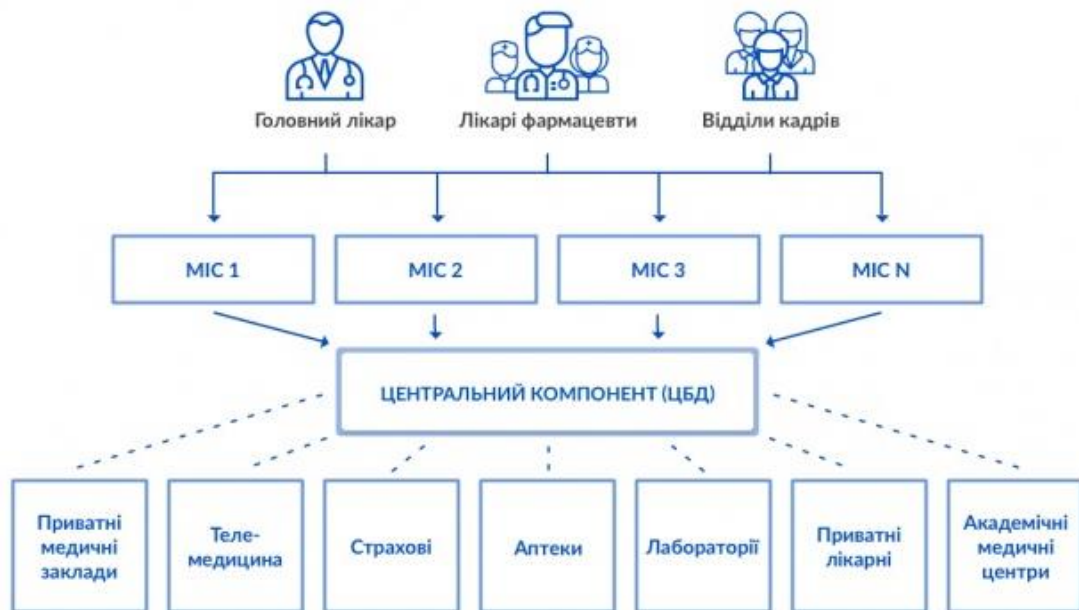 Головний лікар
Лікарі фармацевти
Відділи кадрів
МІС 1
МІС 2
МІС 3
МІС N
ЦЕНТРАЛЬНИЙ КОМПОНЕНТ (ЦБД)
Приватні
медичні
заклади
Теле-
медицина
Страхові
Аптеки
Лабораторії
Приватні
лікарні
Академічні
медичні
центри